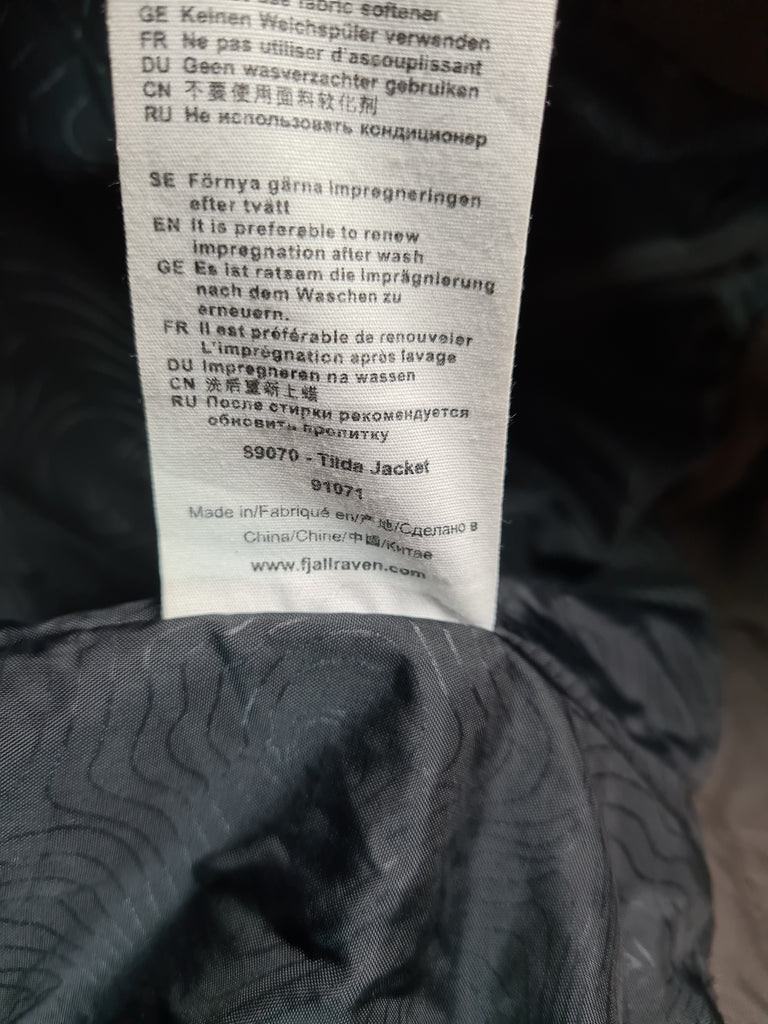 use fabric softener
GE Keinen Weichspüler verwenden
FR Ne pas utiliser d'assouplissant
DU Geen wasverzachter gebruiken
CN 不要使用面料软化剂
RU Не использовать кондиционер
SE Förnya gärna impregneringen
efter tvätt
EN It is preferable to renew
impregnation after wash
GE Es ist ratsam die Imprägnierung
nach dem Waschen zu
erneuern.
FR Il est préférable de renouveler
L'imprégnation après lavage
DU Impregneren na wassen
CN 洗后重新上蜡
RU После стирки рекомендуется
обновить пропитку
S9070 - Tilda Jacket
91071
Made in/Fabriqué en/产地/Сделано в
China/Chine/中國/Китае
www.fjallraven.com